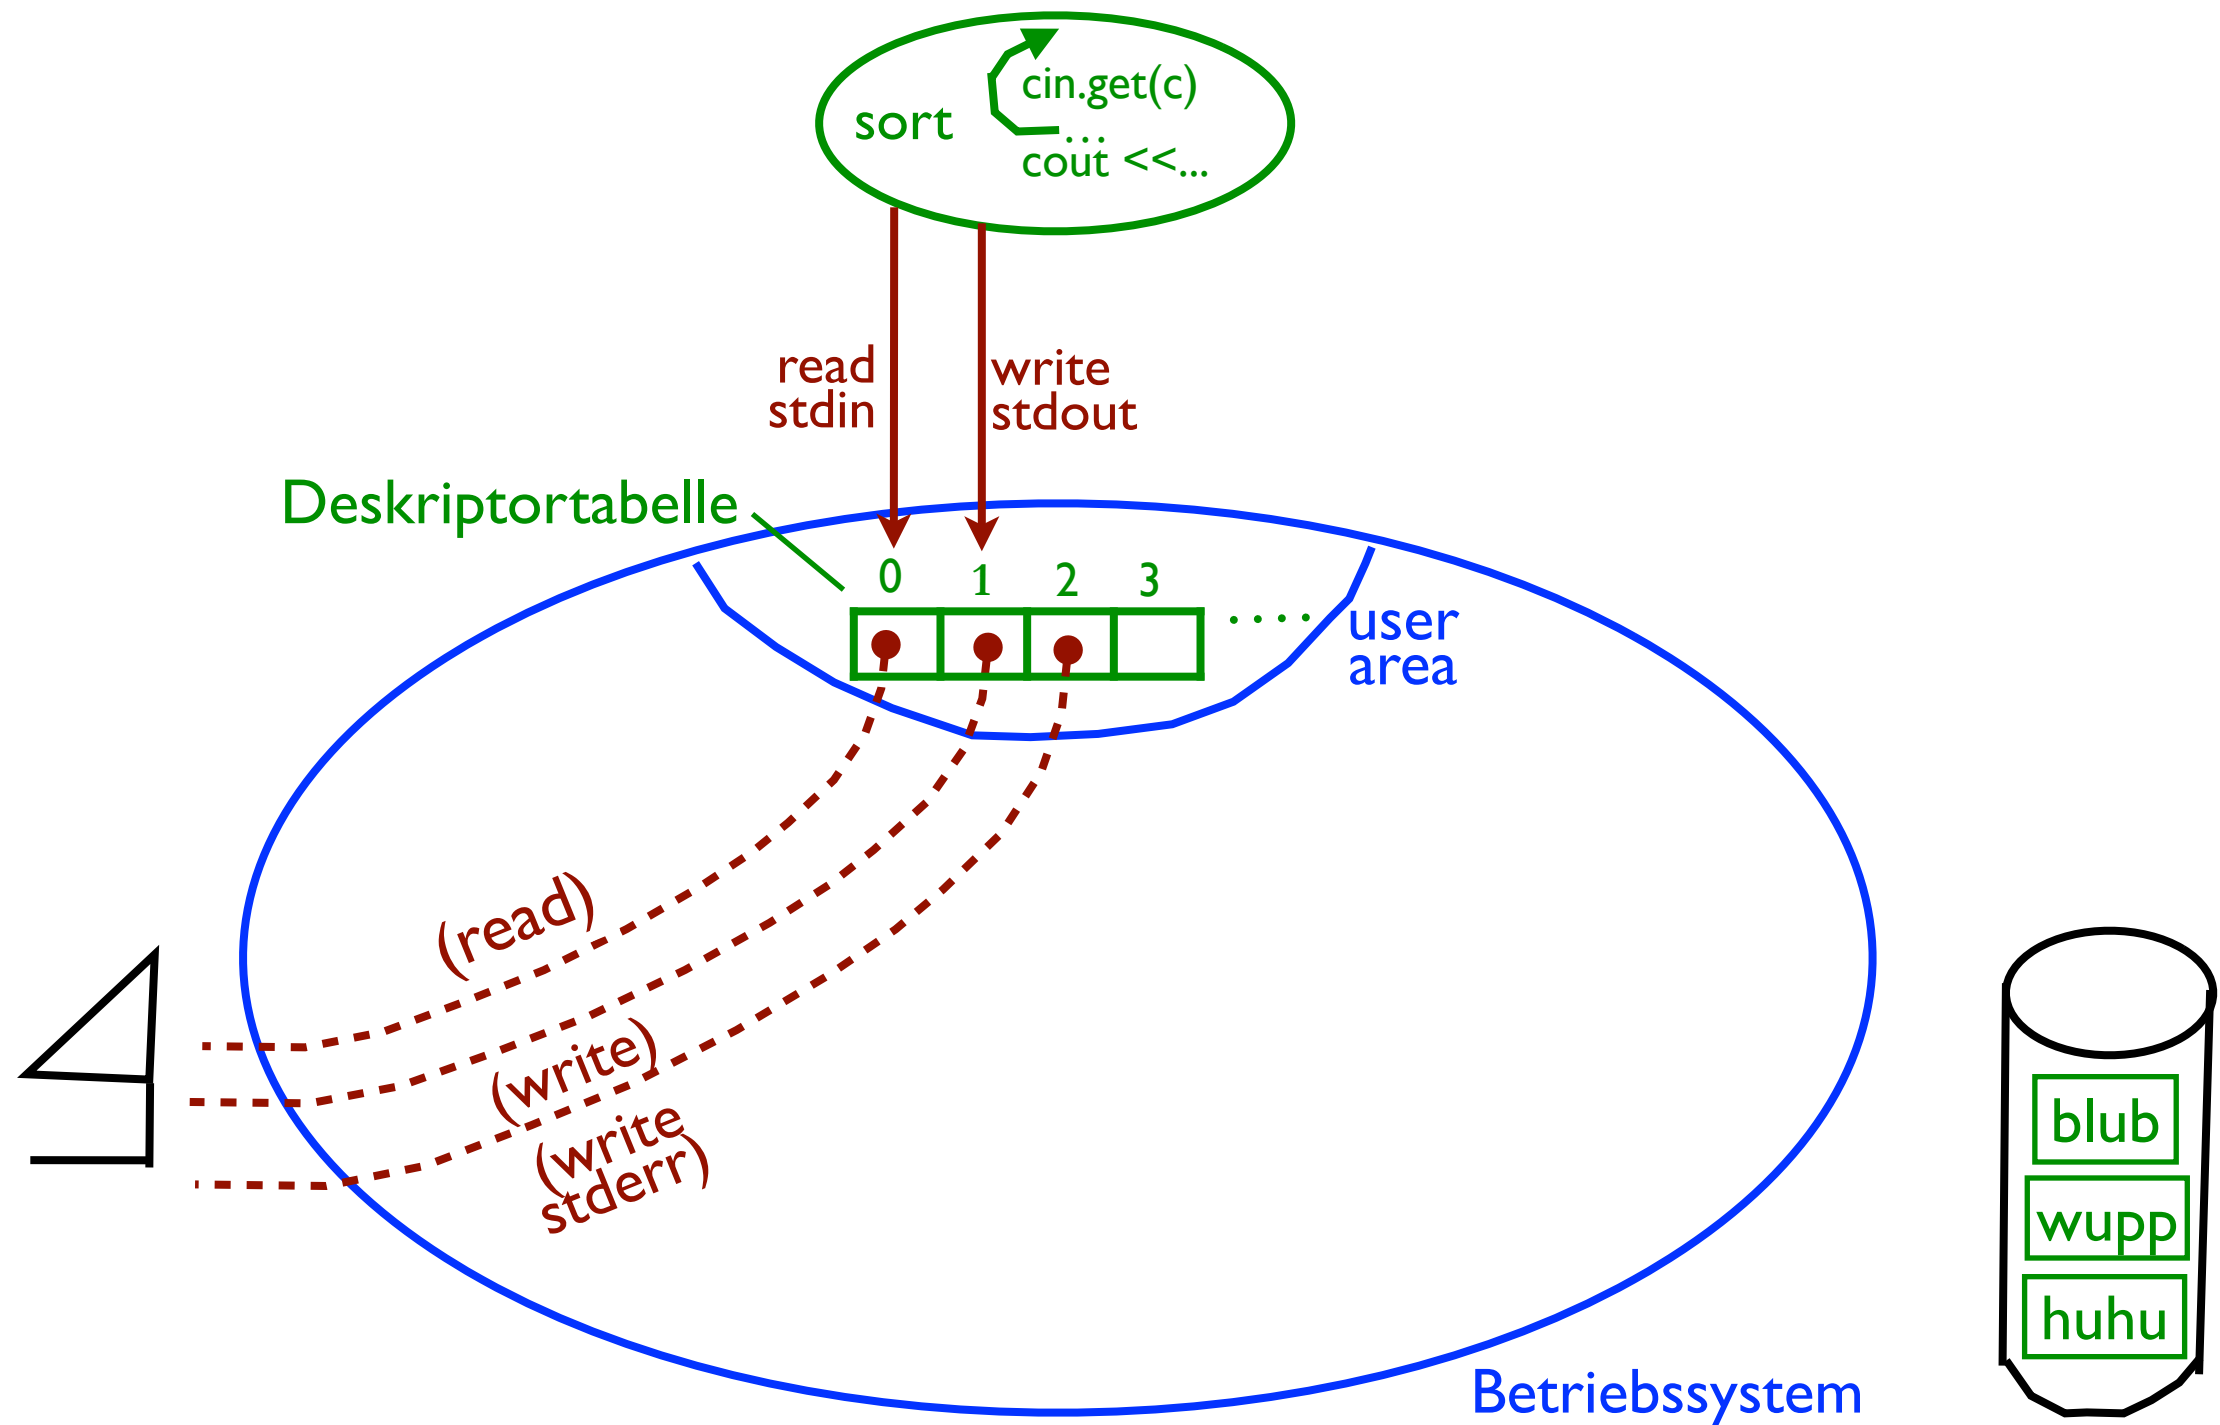 cin.get(c)
sort
...
cout <<...
read
stdin
write
stdout
Deskriptortabelle
0 1 2 3
....
user
area
(read)
(write)
(write
stderr)
blub
wupp
huhu
Betriebssystem